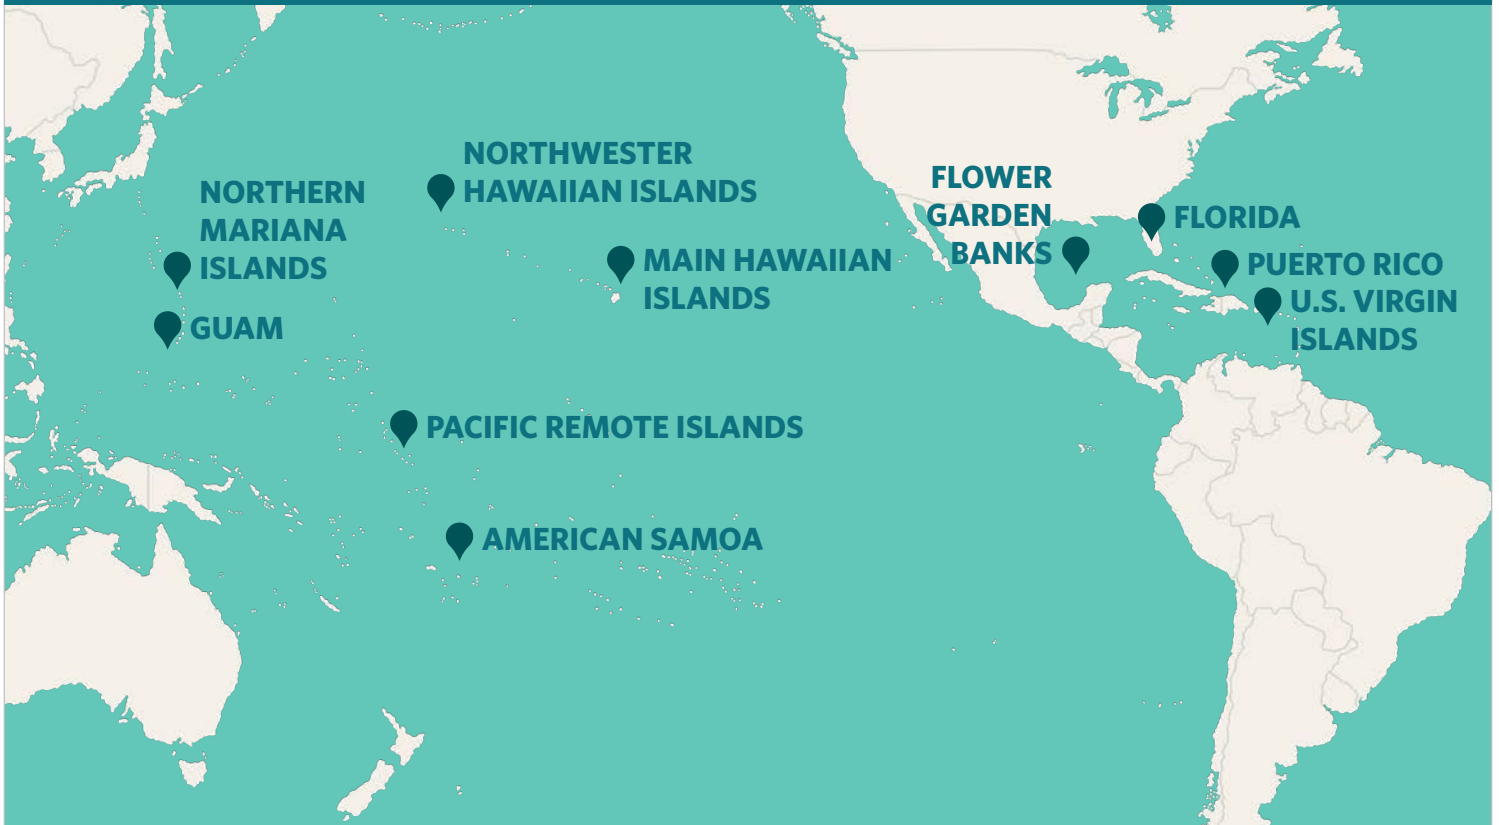 NORTHWESTER
HAWAIIAN ISLANDS
NORTHERN
MARIANA
ISLANDS
GUAM
MAIN HAWAIIAN
ISLANDS
FLOWER
GARDEN
BANKS
FLORIDA
PUERTO RICO
U.S. VIRGIN
ISLANDS
PACIFIC REMOTE ISLANDS
AMERICAN SAMOA